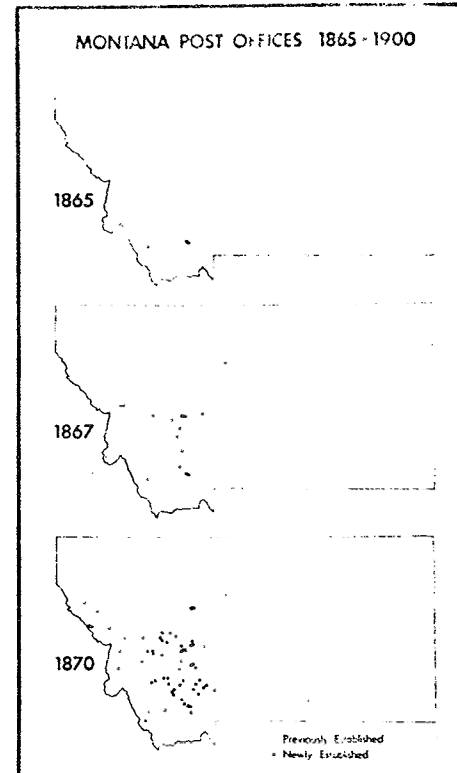 MONTANA POST OFFICES 1865-1900
1865
1867
1870
Previously Established
Newly Established